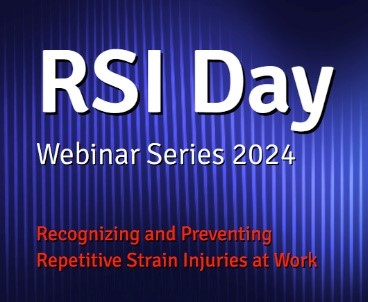 RSI Day
Webinar Series 2024
Recognizing and Preventing
Repetitive Strain Injuries at Work